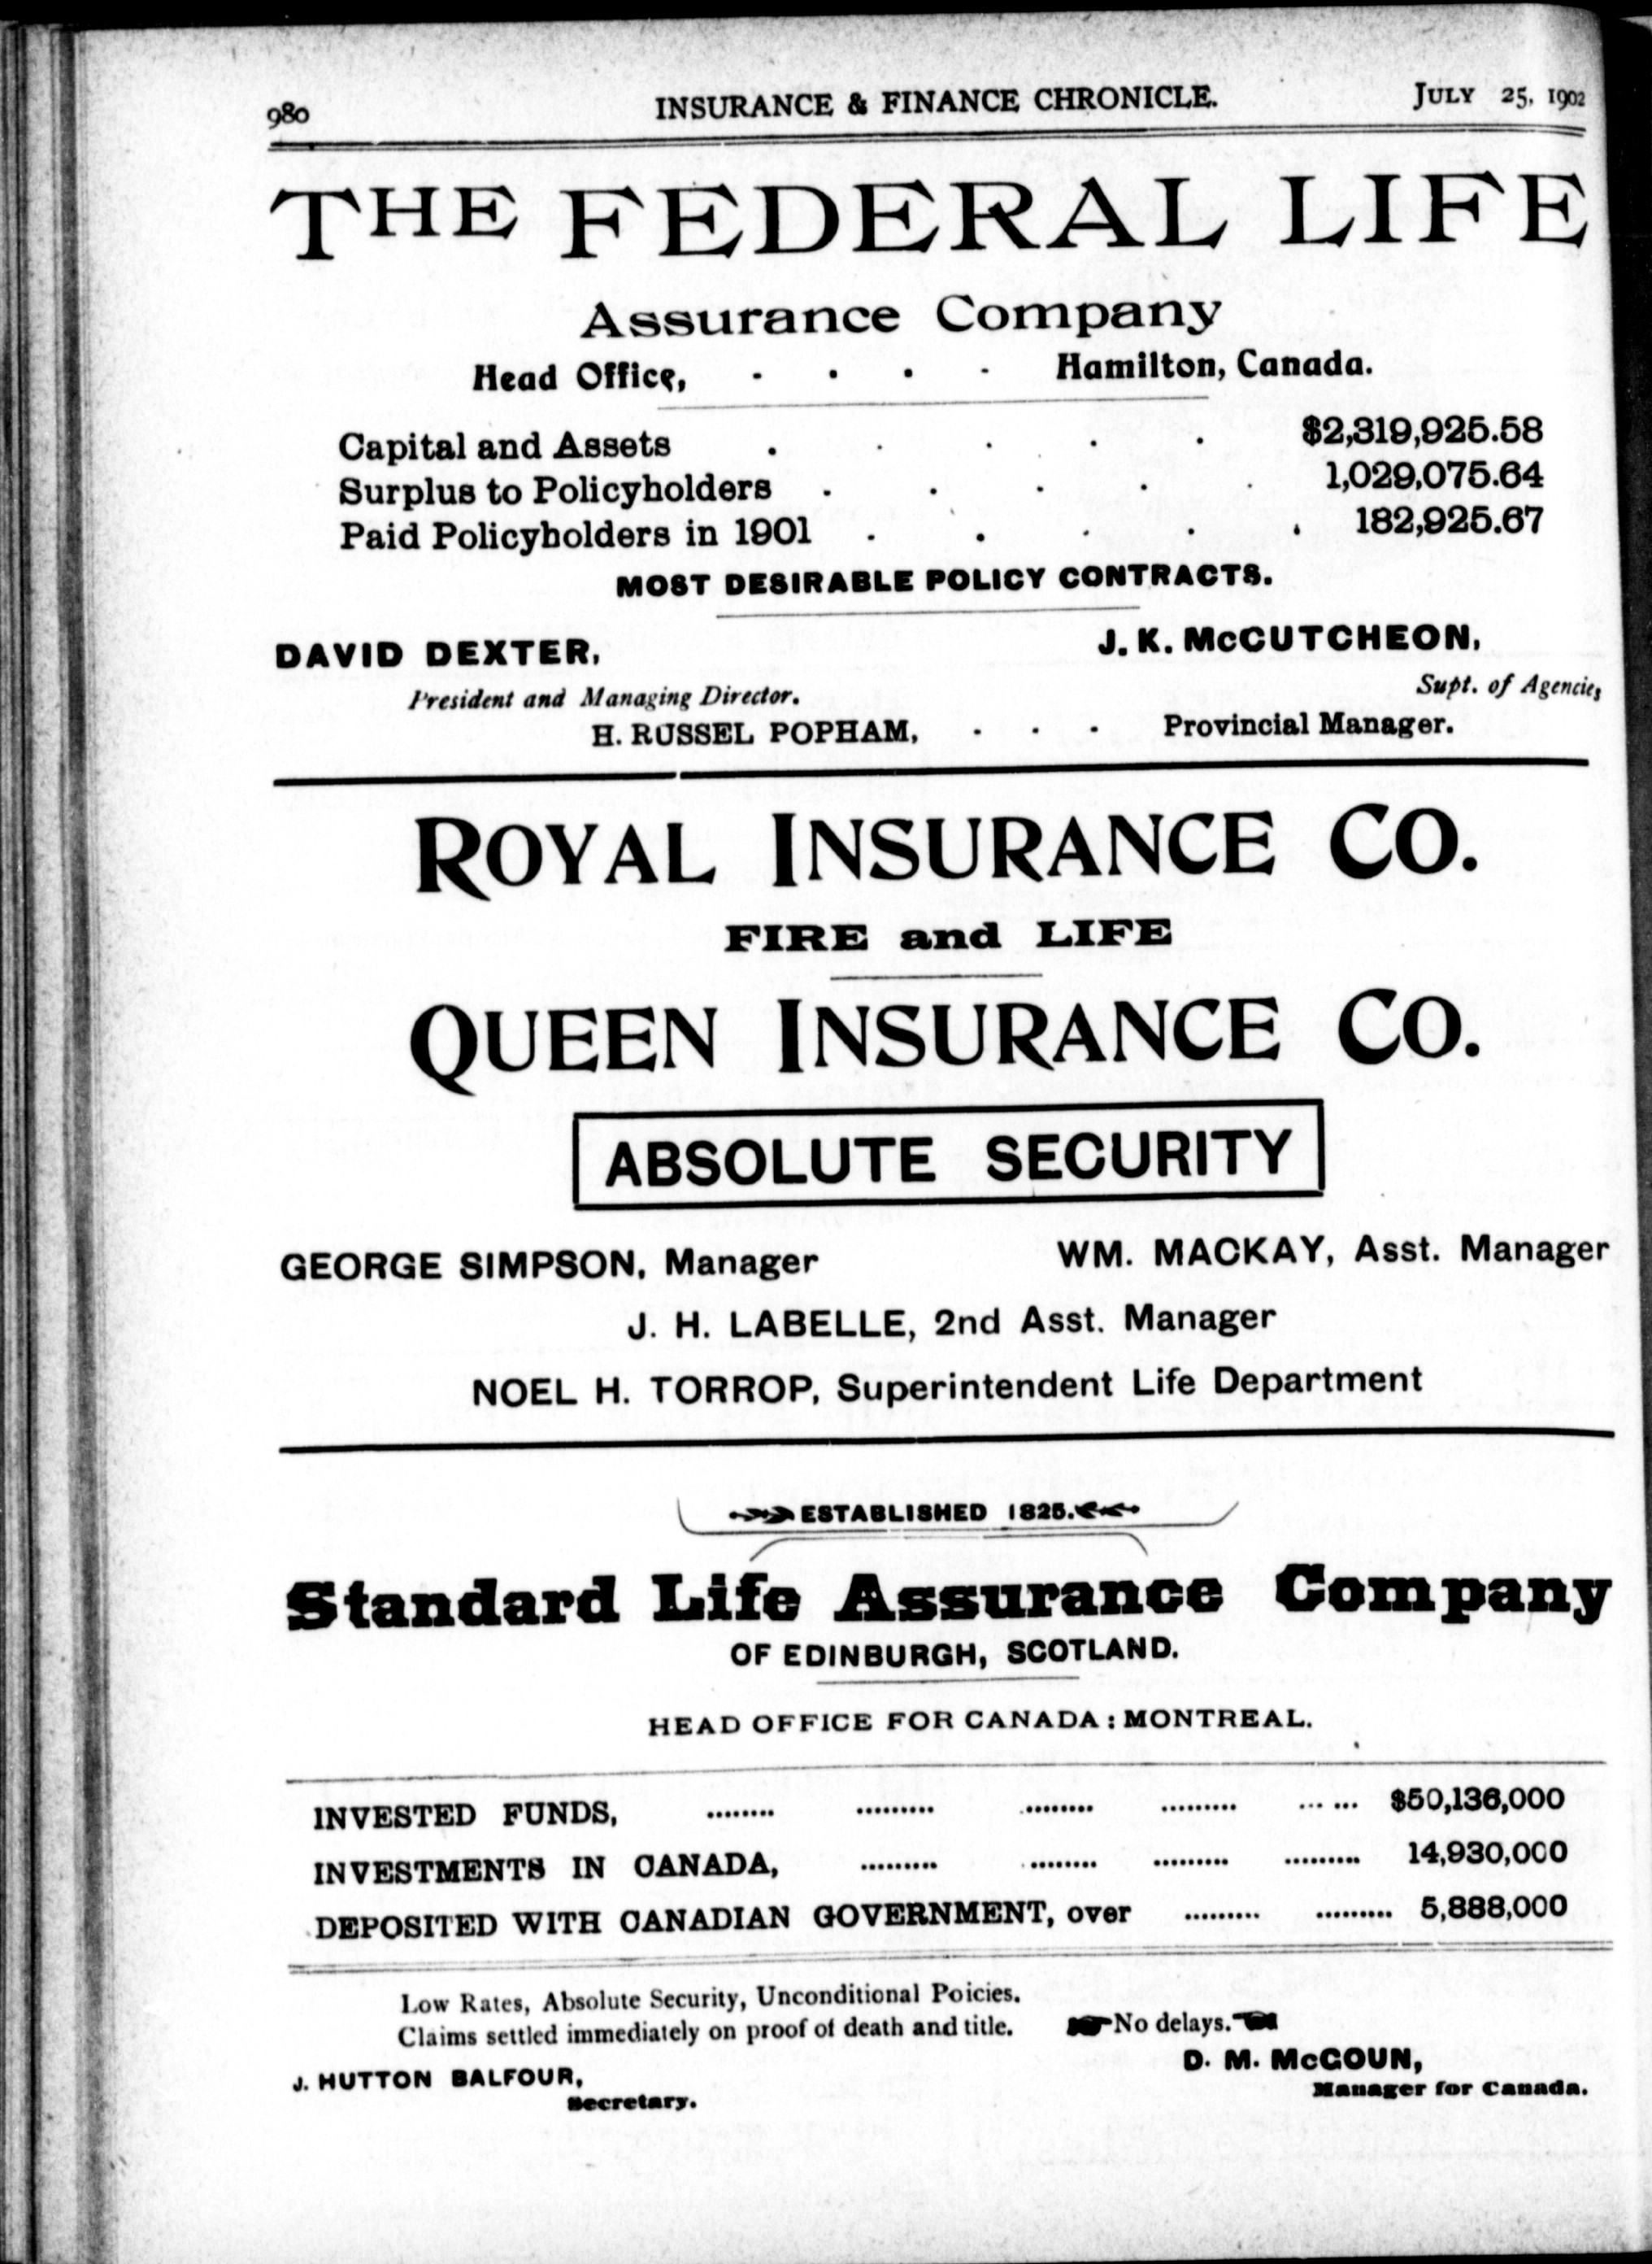 980 INSURANCE & FINANCE CHRONICLE. JULY 25, 1902
THE FEDERAL LIFE
Assurance Company
Head Office, - - - - Hamilton, Canada.
Capital and Assets . . . . . $2,319,925.58
Surplus to Policyholders . . . . . 1,029,075.64
Paid Policyholders in 1901 . . . . . 182,925.67
MOST DESIRABLE POLICY CONTRACTS.
DAVID DEXTER, J. K. McCUTCHEON,
President and Managing Director. Supt. of Agencies
H. RUSSEL POPHAM, - - - Provincial Manager.
ROYAL INSURANCE CO.
FIRE and LIFE
QUEEN INSURANCE CO.
ABSOLUTE SECURITY
GEORGE SIMPSON, Manager WM. MACKAY, Asst. Manager
J. H. LABELLE, 2nd Asst. Manager
NOEL H. TORROP, Superintendent Life Department
ESTABLISHED 1825.
Standard Life Assurance Company
OF EDINBURGH, SCOTLAND.
HEAD OFFICE FOR CANADA: MONTREAL.
INVESTED FUNDS, ........ ......... ......... ......... ... ... $50,136,000
INVESTMENTS IN CANADA, ......... ......... ......... ......... 14,930,000
DEPOSITED WITH CANADIAN GOVERNMENT, over ......... ......... 5,888,000
Low Rates, Absolute Security, Unconditional Poicies.
Claims settled immediately on proof of death and title. No delays.
J. HUTTON BALFOUR, D. M. McGOUN,
Secretary. Manager for Canada.